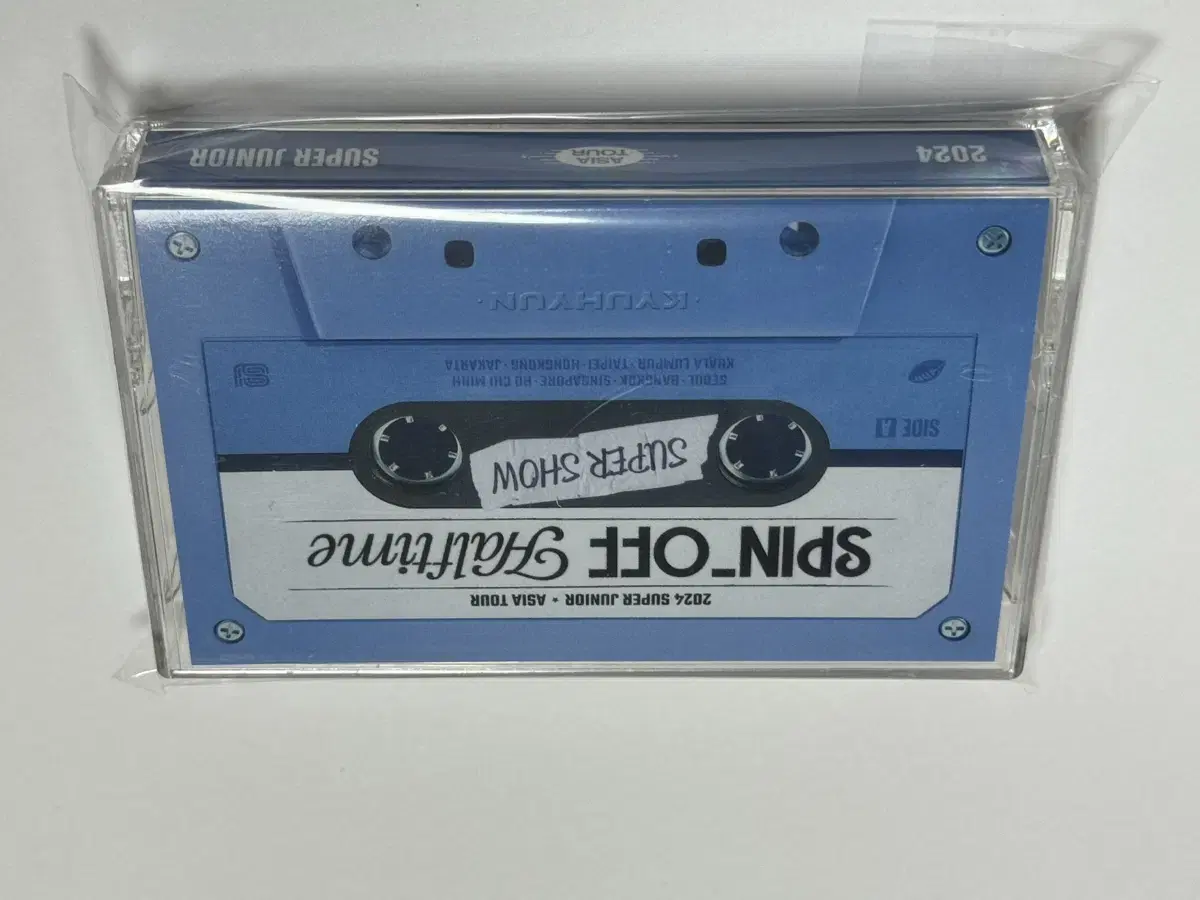 2024 SUPER JUNIOR ★ ASIA TOUR
SPIN-OFF Halftime
SUPER SHOW
SIDE A
SEOUL · BANGKOK · SINGAPORE · HO CHI MINH
KUALA LUMPUR · TAIPEI · HONGKONG · JAKARTA
· KYUHYUN ·
2024
ASIA
TOUR
SUPER JUNIOR